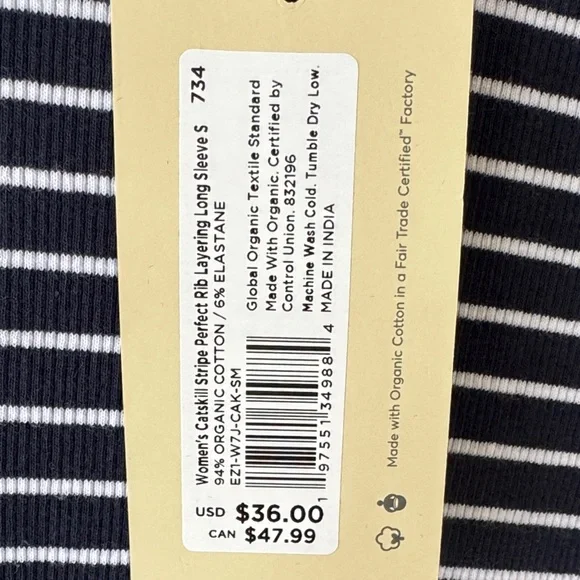 Women's Catskill Stripe Perfect Rib Layering Long Sleeve S 734
94% ORGANIC COTTON / 6% ELASTANE
EZ1-W7J-CAK-SM
Global Organic Textile Standard
Made With Organic. Certified by
Control Union. 832196
Machine Wash Cold. Tumble Dry Low.
MADE IN INDIA
1 97551 34988 4
USD $36.00
CAN $47.99
Made with Organic Cotton in a Fair Trade Certified™ Factory